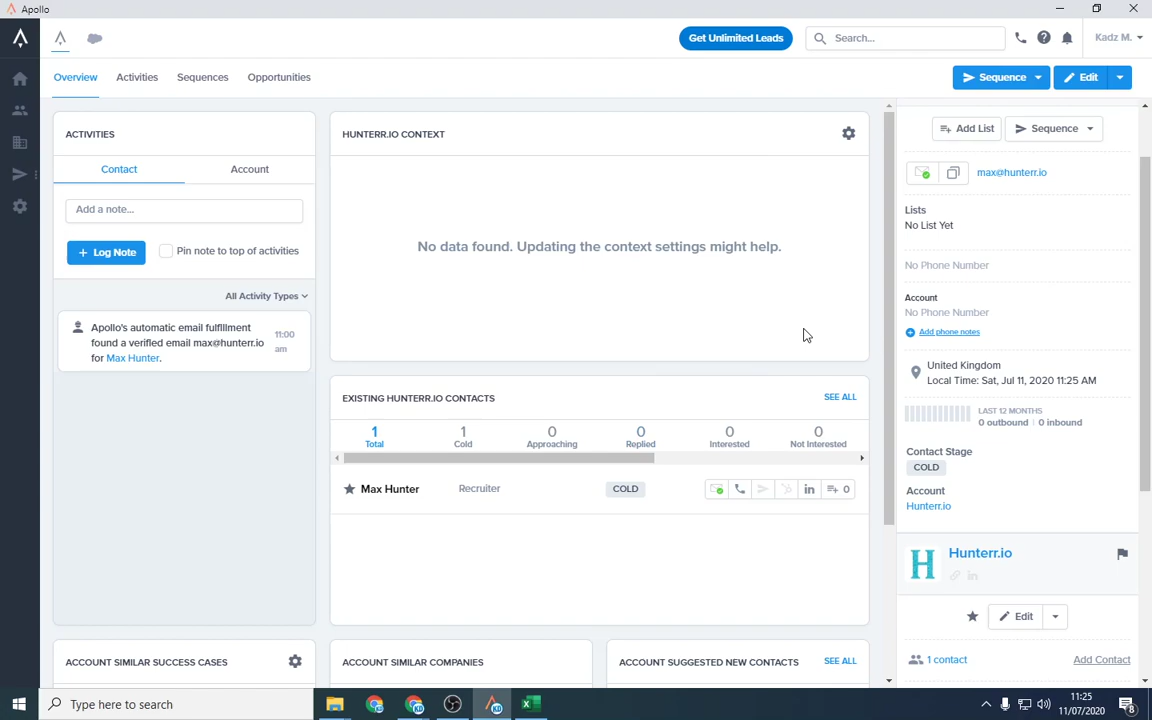 Apollo
Get Unlimited Leads
Search...
Kadz M.
Overview
Activities
Sequences
Opportunities
Sequence
Edit
ACTIVITIES
Contact
Account
Add a note...
+ Log Note
Pin note to top of activities
All Activity Types
Apollo's automatic email fulfillment
found a verified email max@hunterr.io
for Max Hunter.
11:00
am
HUNTERR.IO CONTEXT
No data found. Updating the context settings might help.
EXISTING HUNTERR.IO CONTACTS
SEE ALL
1
Total
1
Cold
0
Approaching
0
Replied
0
Interested
0
Not Interested
Max Hunter
Recruiter
COLD
0
ACCOUNT SIMILAR SUCCESS CASES
ACCOUNT SIMILAR COMPANIES
ACCOUNT SUGGESTED NEW CONTACTS
SEE ALL
Add List
Sequence
max@hunterr.io
Lists
No List Yet
No Phone Number
Account
No Phone Number
Add phone notes
United Kingdom
Local Time: Sat, Jul 11, 2020 11:25 AM
LAST 12 MONTHS
0 outbound | 0 inbound
Contact Stage
COLD
Account
Hunterr.io
H
Hunterr.io
in
Edit
1 contact
Add Contact
Type here to search
11:25
11/07/2020
8